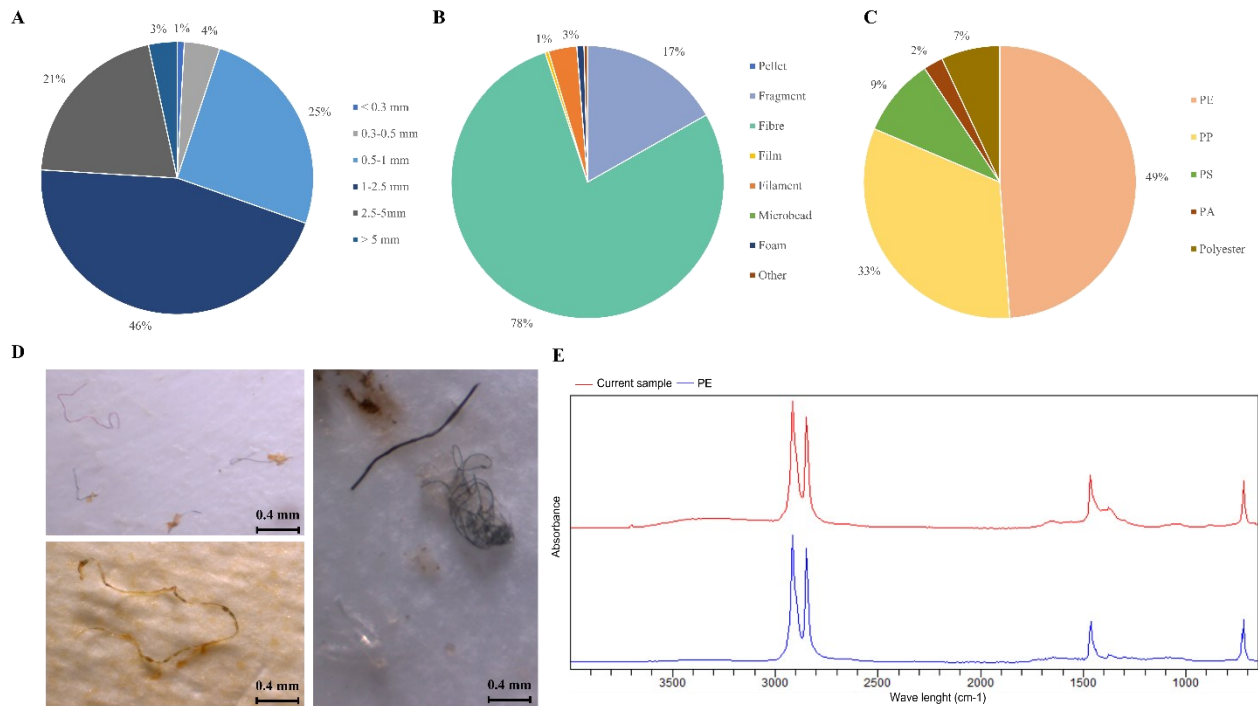 A
3%
1%
4%
25%
46%
21%
< 0.3 mm
0.3-0.5 mm
0.5-1 mm
1-2.5 mm
2.5-5mm
> 5 mm
B
1%
3%
17%
78%
Pellet
Fragment
Fibre
Film
Filament
Microbead
Foam
Other
C
2%
7%
9%
33%
49%
PE
PP
PS
PA
Polyester
D
0.4 mm
0.4 mm
0.4 mm
E
Current sample
PE
Absorbance
3500
3000
2500
2000
1500
1000
Wave lenght (cm-1)